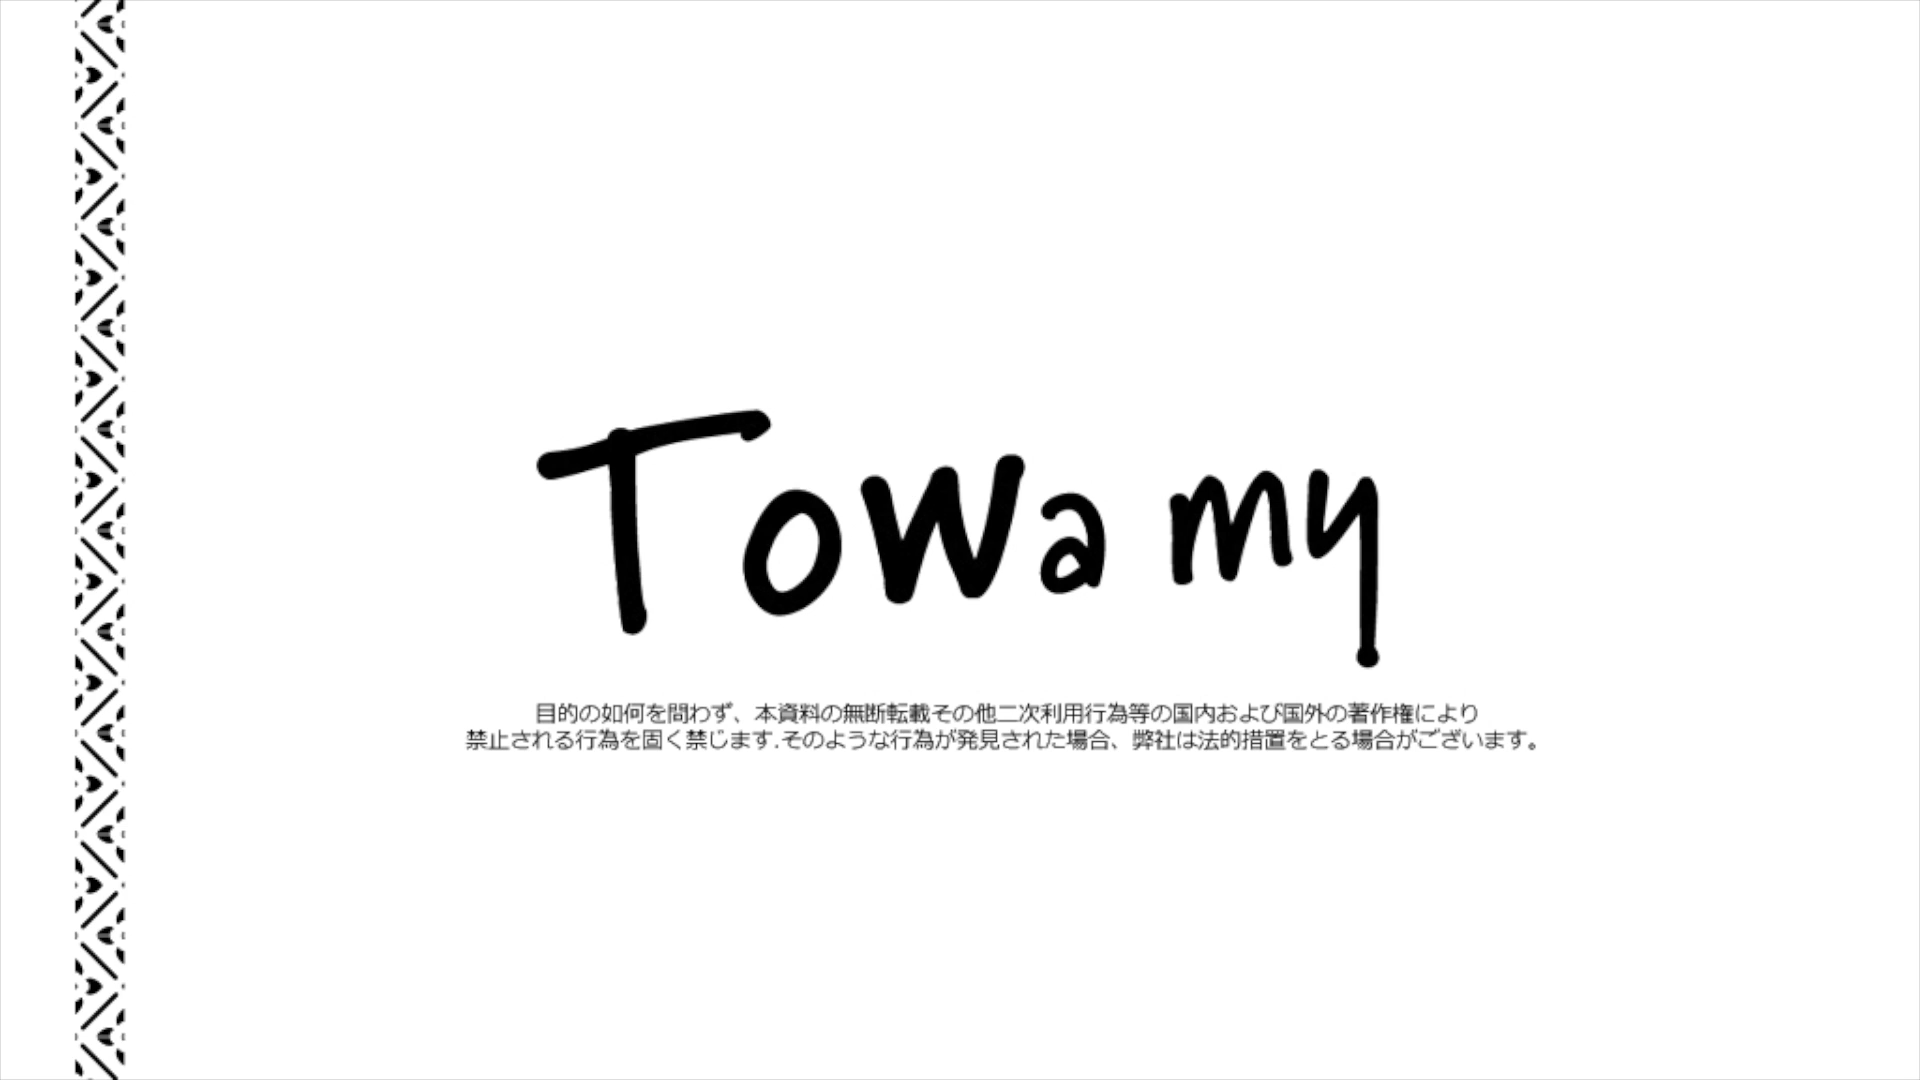 Towa my
目的の如何を問わず、本資料の無断転載その他二次利用行為等の国内および国外の著作権により
禁止される行為を固く禁じます.そのような行為が発見された場合、弊社は法的措置をとる場合がございます。